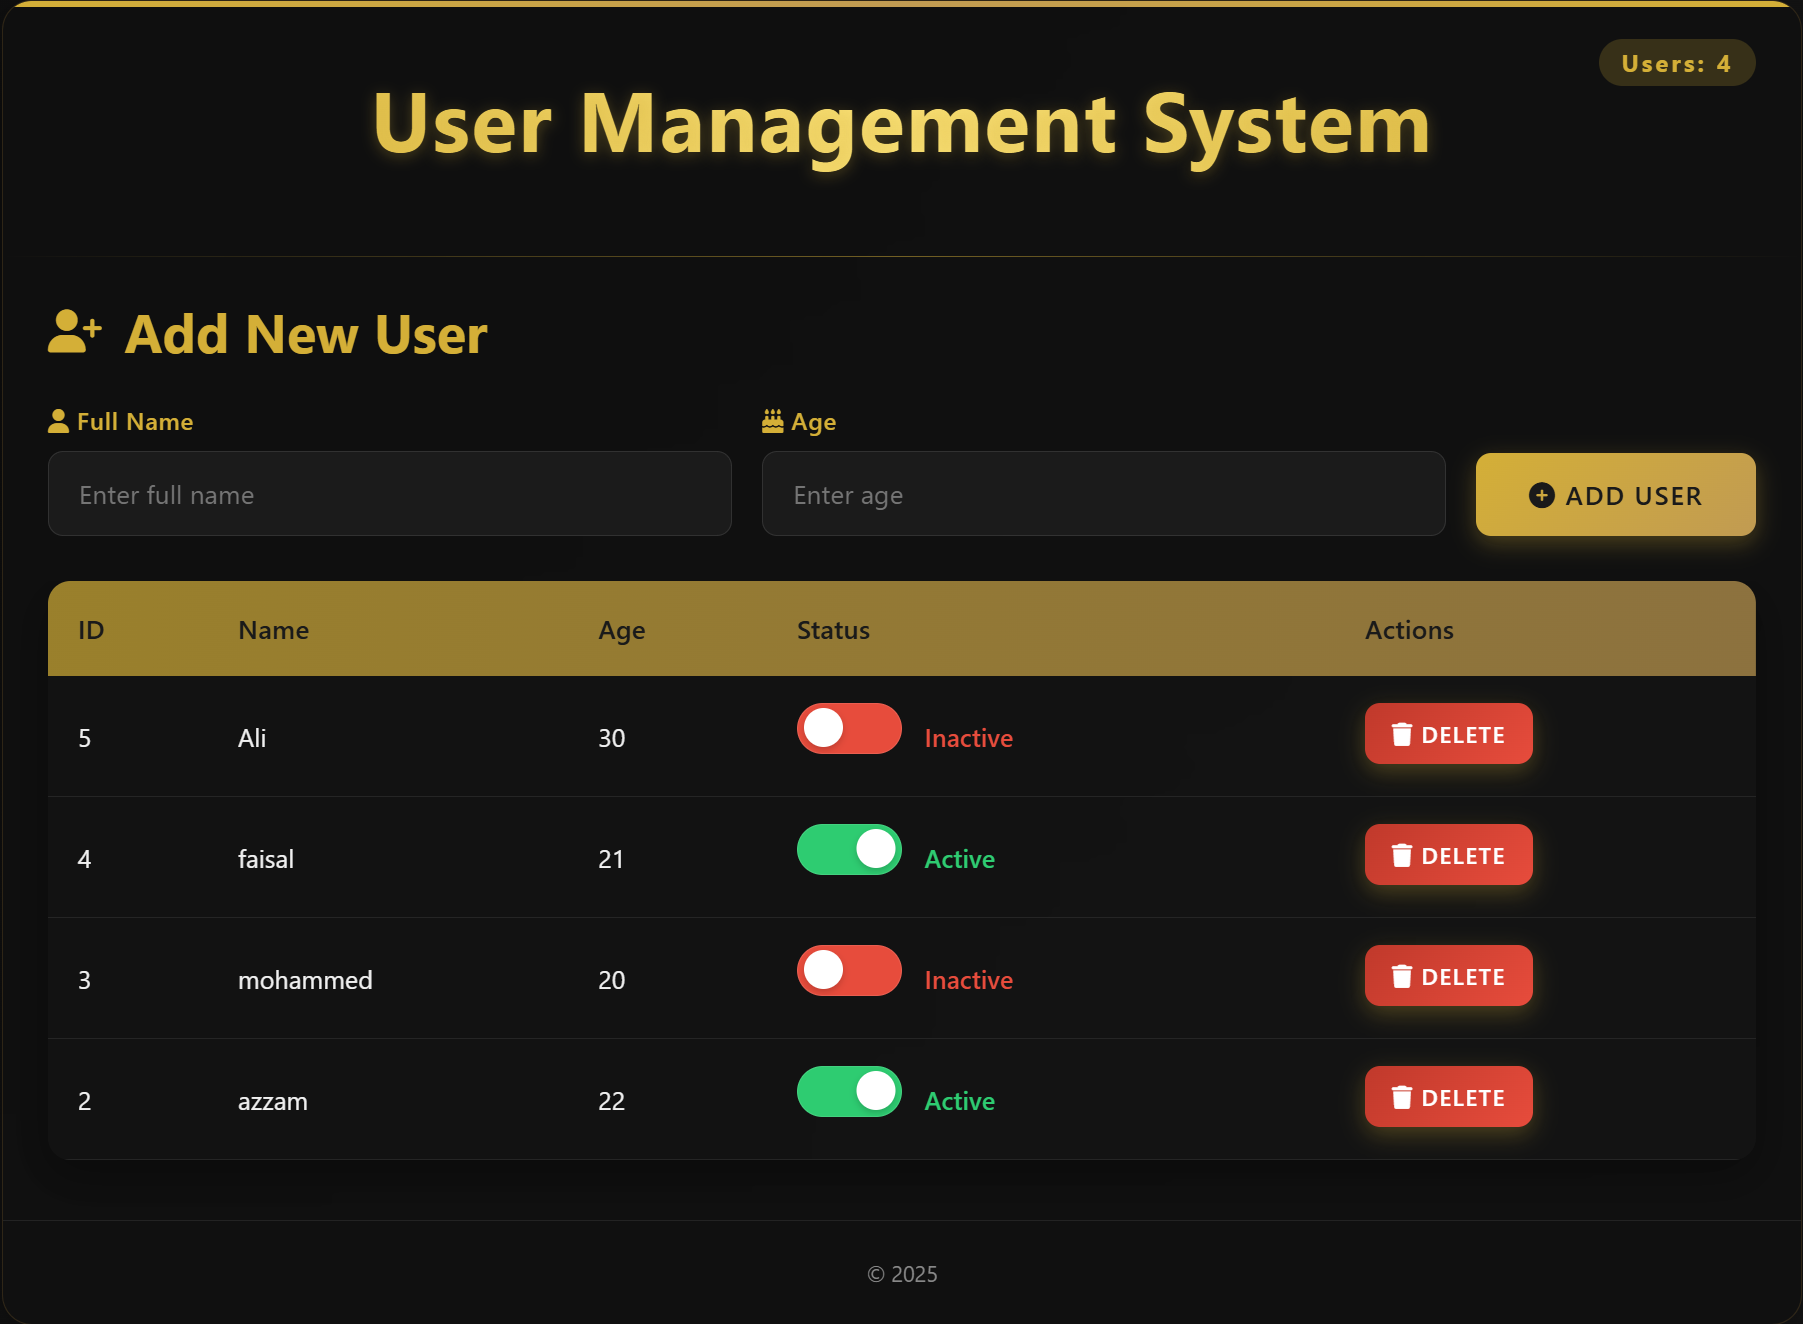 Users: 4
User Management System
Add New User
Full Name
Age
Enter full name
Enter age
ADD USER
ID Name Age Status Actions
5 Ali 30 Inactive DELETE
4 faisal 21 Active DELETE
3 mohammed 20 Inactive DELETE
2 azzam 22 Active DELETE
© 2025